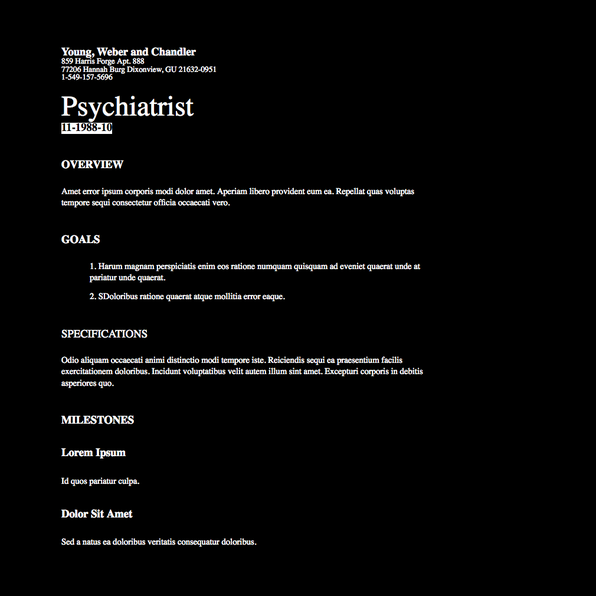 Young, Weber and Chandler
859 Harris Forge Apt. 888
77206 Hannah Burg Dixonview, GU 21632-0951
1-549-157-5696
Psychiatrist
11-1988-10
OVERVIEW
Amet error ipsum corporis modi dolor amet. Aperiam libero provident eum ea. Repellat quas voluptas
tempore sequi consectetur officia occaecati vero.
GOALS
1. Harum magnam perspiciatis enim eos ratione numquam quisquam ad eveniet quaerat unde at
pariatur unde quaerat.
2. SDoloribus ratione quaerat atque mollitia error eaque.
SPECIFICATIONS
Odio aliquam occaecati animi distinctio modi tempore iste. Reiciendis sequi ea praesentium facilis
exercitationem doloribus. Incidunt voluptatibus velit autem illum sint amet. Excepturi corporis in debitis
asperiores quo.
MILESTONES
Lorem Ipsum
Id quos pariatur culpa.
Dolor Sit Amet
Sed a natus ea doloribus veritatis consequatur doloribus.